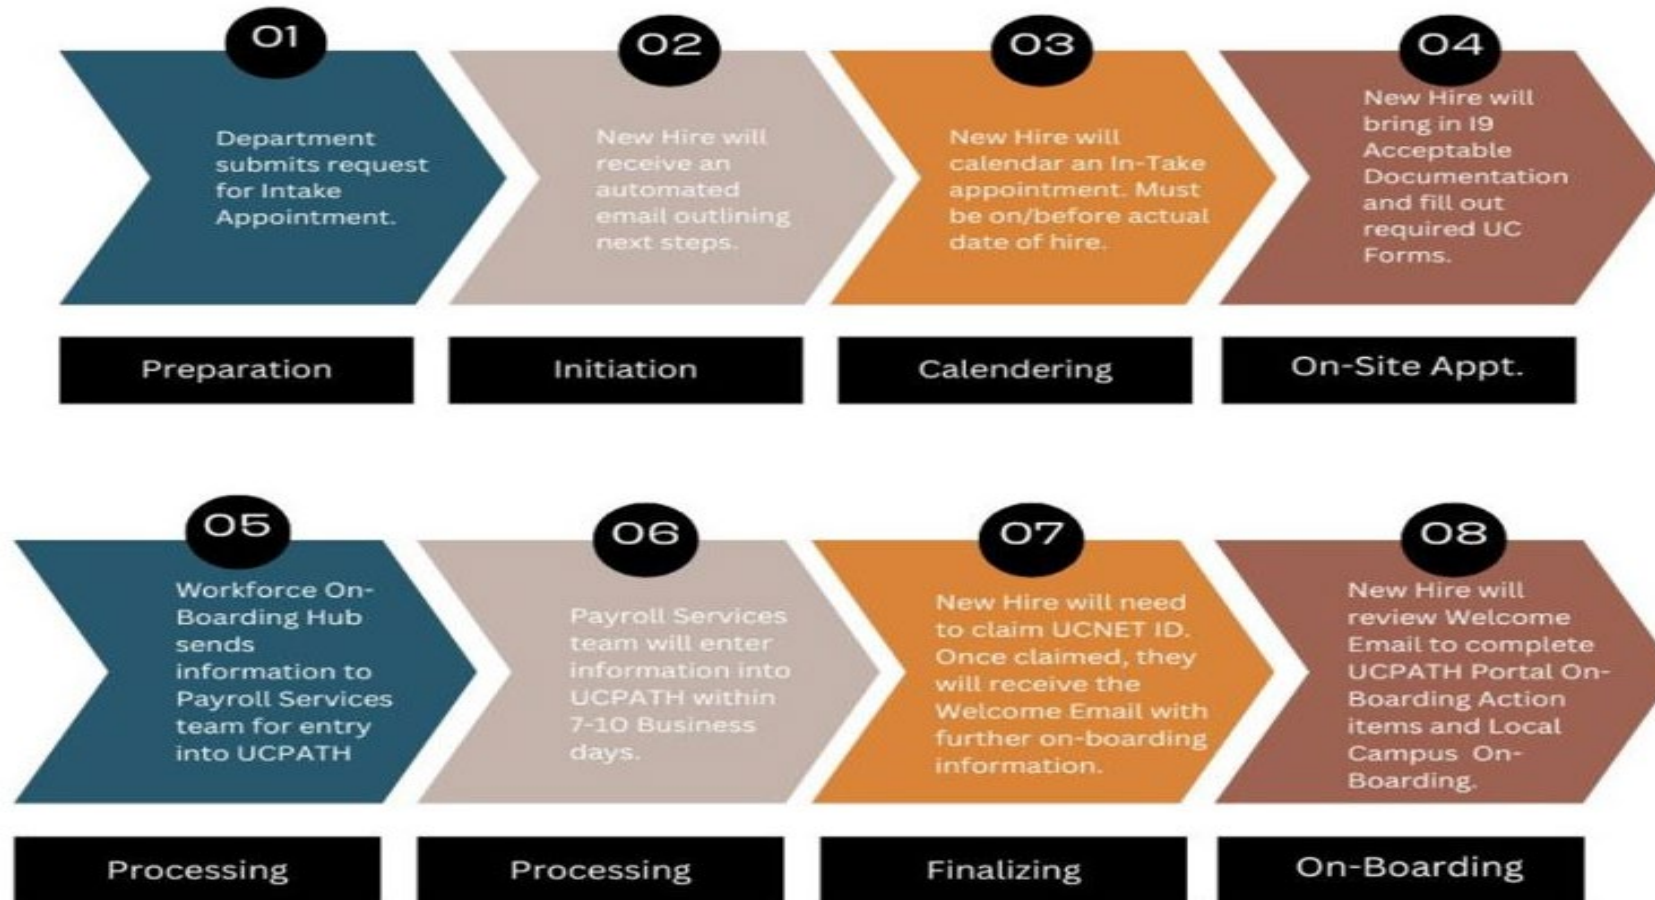 01
Department
submits request
for Intake
Appointment.
02
New Hire will
receive an
automated
email outlining
next steps.
03
New Hire will
calendar an In-Take
appointment. Must
be on/before actual
date of hire.
04
New Hire will
bring in I9
Acceptable
Documentation
and fill out
required UC
Forms.
Preparation
Initiation
Calendering
On-Site Appt.
05
Workforce On-
Boarding Hub
sends
information to
Payroll Services
team for entry
into UCPATH
06
Payroll Services
team will enter
information into
UCPATH within
7-10 Business
days.
07
New Hire will need
to claim UCNET ID.
Once claimed, they
will receive the
Welcome Email with
further on-boarding
information.
08
New Hire will
review Welcome
Email to complete
UCPATH Portal On-
Boarding Action
items and Local
Campus On-
Boarding.
Processing
Processing
Finalizing
On-Boarding